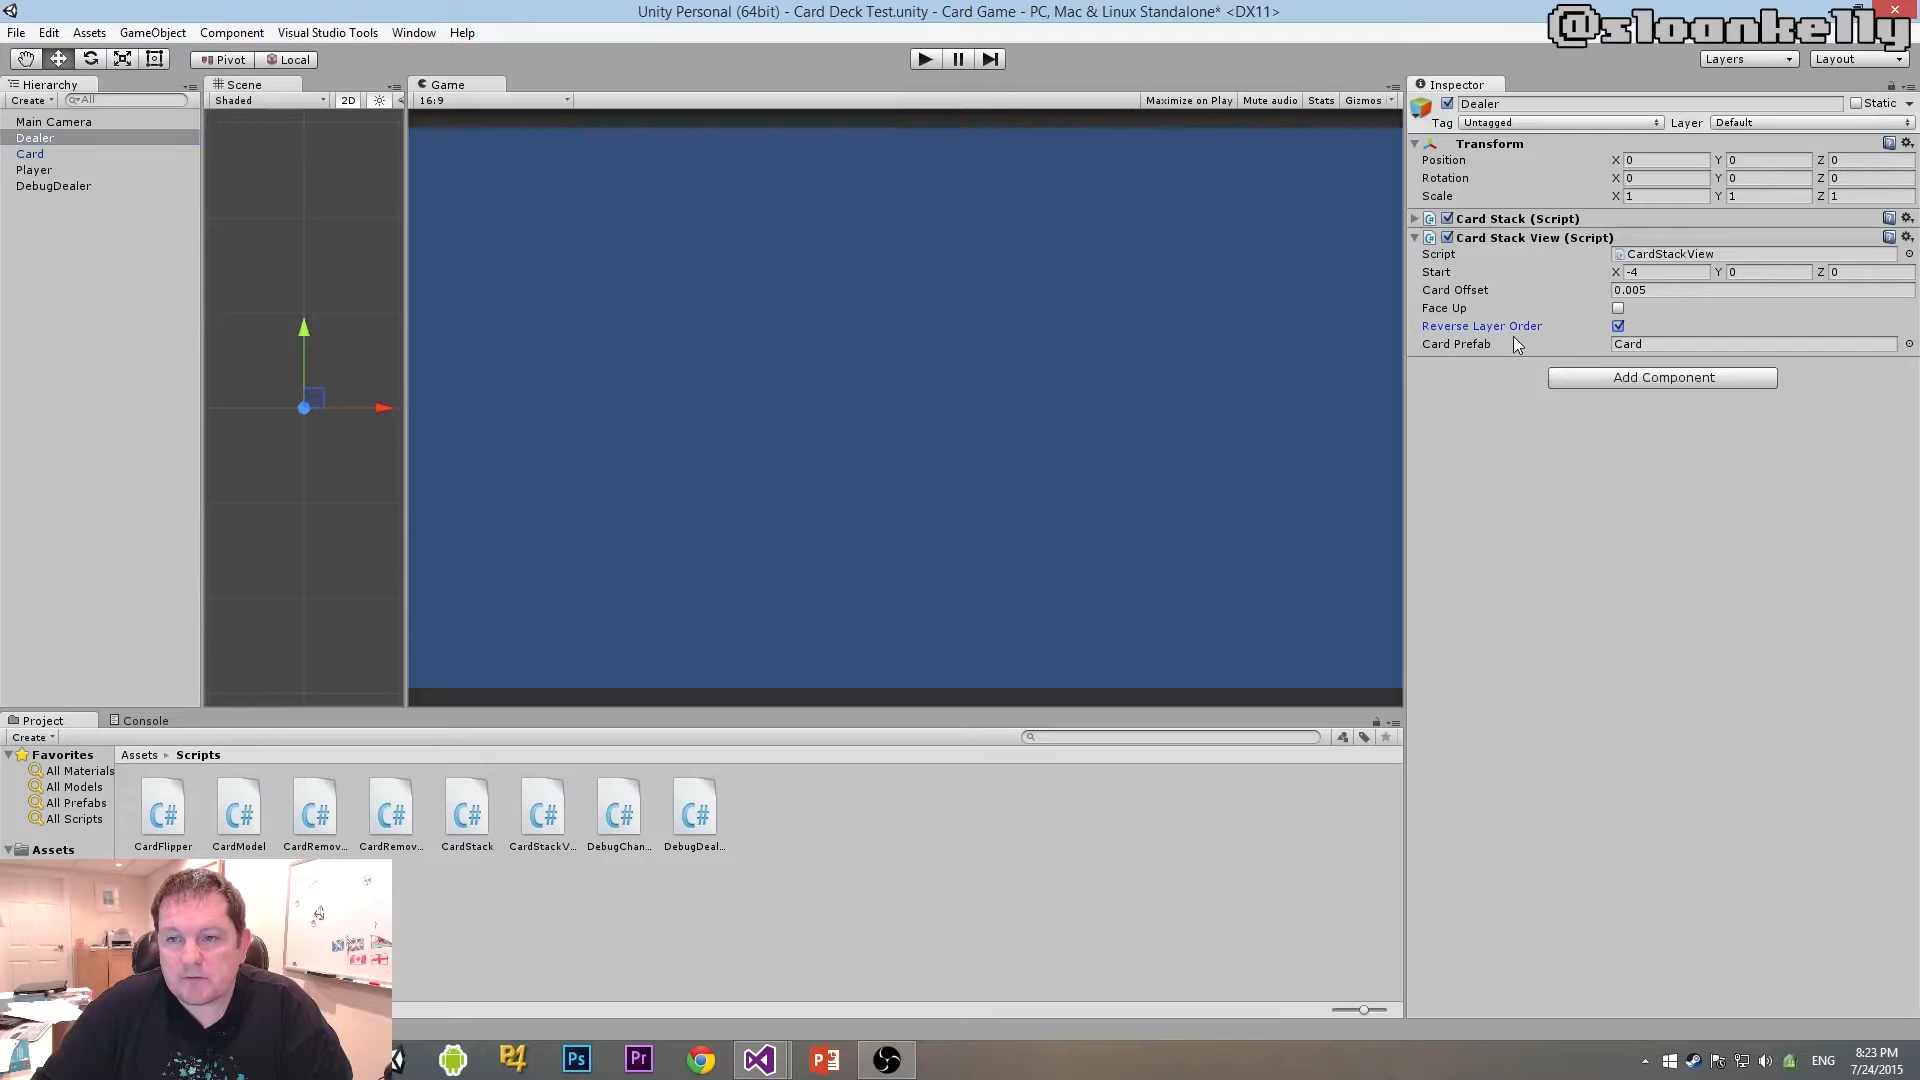 Unity Personal (64bit) - Card Deck Test.unity - Card Game - PC, Mac & Linux Standalone* <DX11>
@sloankelly
File Edit Assets GameObject Component Visual Studio Tools Window Help
Pivot Local
Layers Layout
Hierarchy
Create All
Main Camera
Dealer
Card
Player
DebugDealer
Scene
Shaded 2D
Game
16:9 Maximize on Play Mute audio Stats Gizmos
Inspector
Dealer Static
Tag Untagged Layer Default
Transform
Position X 0 Y 0 Z 0
Rotation X 0 Y 0 Z 0
Scale X 1 Y 1 Z 1
Card Stack (Script)
Card Stack View (Script)
Script CardStackView
Start X -4 Y 0 Z 0
Card Offset 0.005
Face Up
Reverse Layer Order
Card Prefab Card
Add Component
Project Console
Create
Favorites
All Materials
All Models
All Prefabs
All Scripts
Assets
Assets Scripts
C# C# C# C# C# C# C# C#
CardFlipper CardModel CardRemov... CardRemov... CardStack CardStackV... DebugChan... DebugDeal...
P4 Ps Pr P
ENG
8:23 PM
7/24/2015